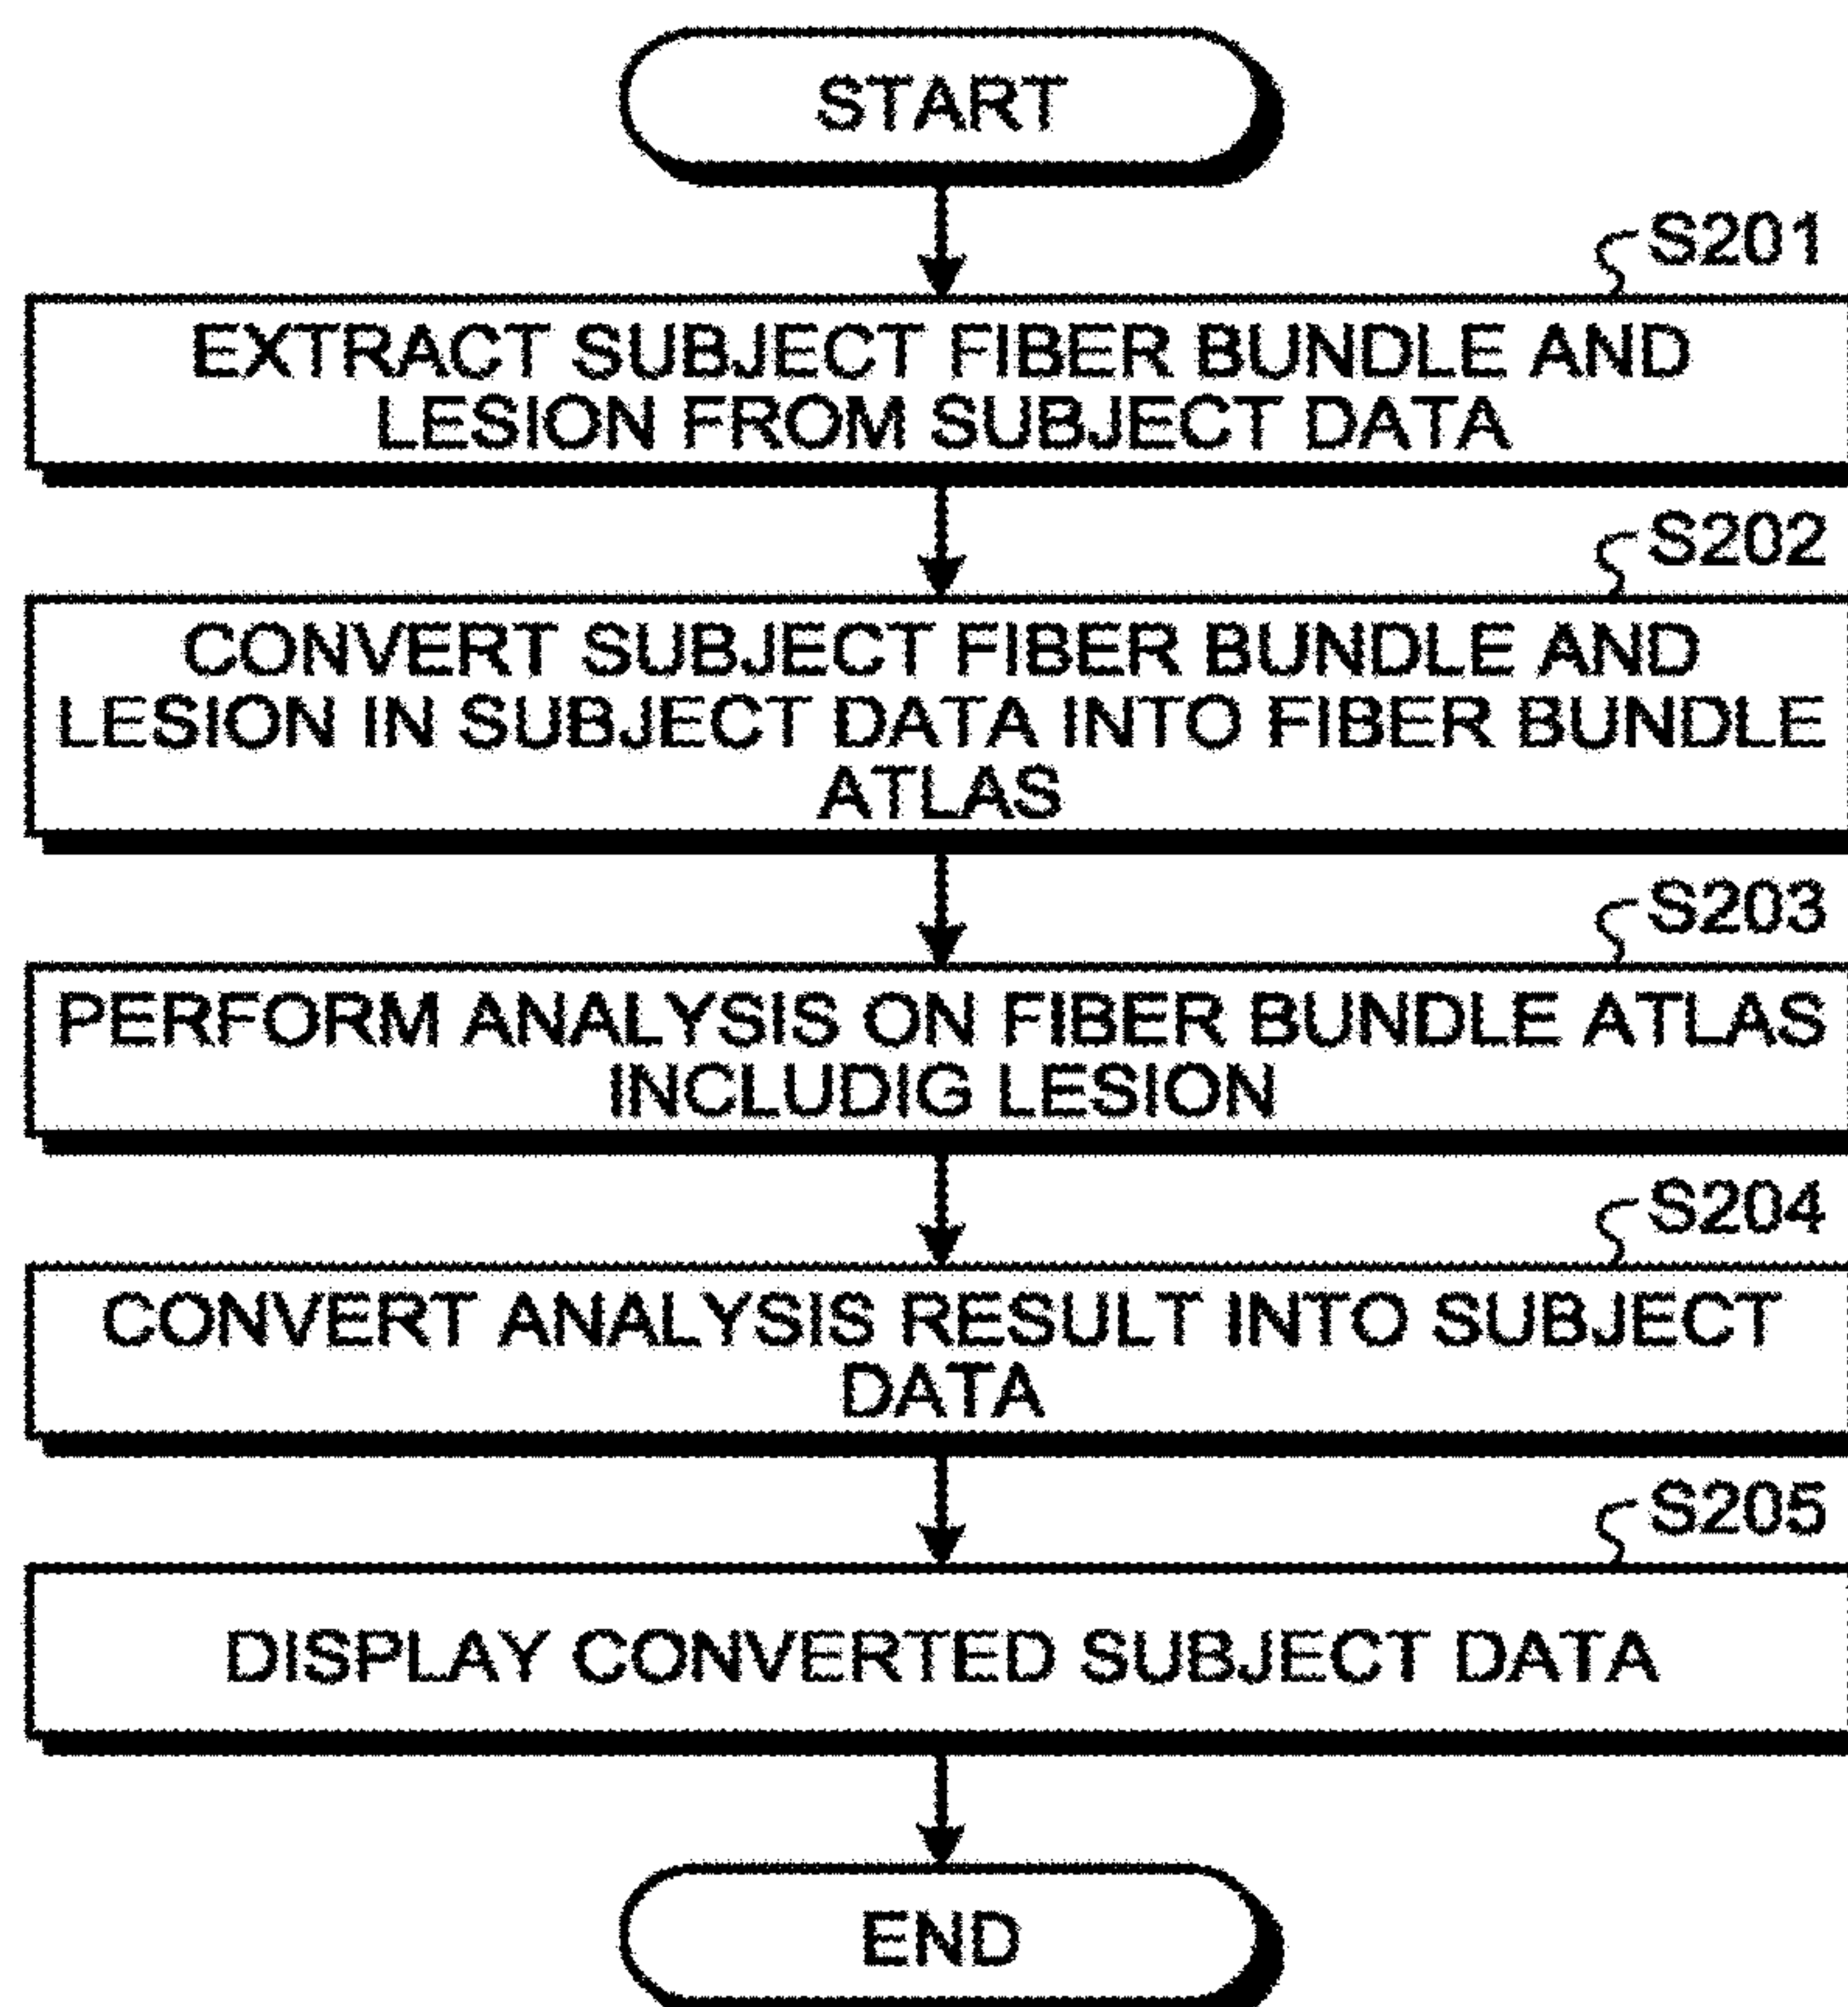 START
S201
EXTRACT SUBJECT FIBER BUNDLE AND
LESION FROM SUBJECT DATA
S202
CONVERT SUBJECT FIBER BUNDLE AND
LESION IN SUBJECT DATA INTO FIBER BUNDLE
ATLAS
S203
PERFORM ANALYSIS ON FIBER BUNDLE ATLAS
INCLUDIG LESION
S204
CONVERT ANALYSIS RESULT INTO SUBJECT
DATA
S205
DISPLAY CONVERTED SUBJECT DATA
END